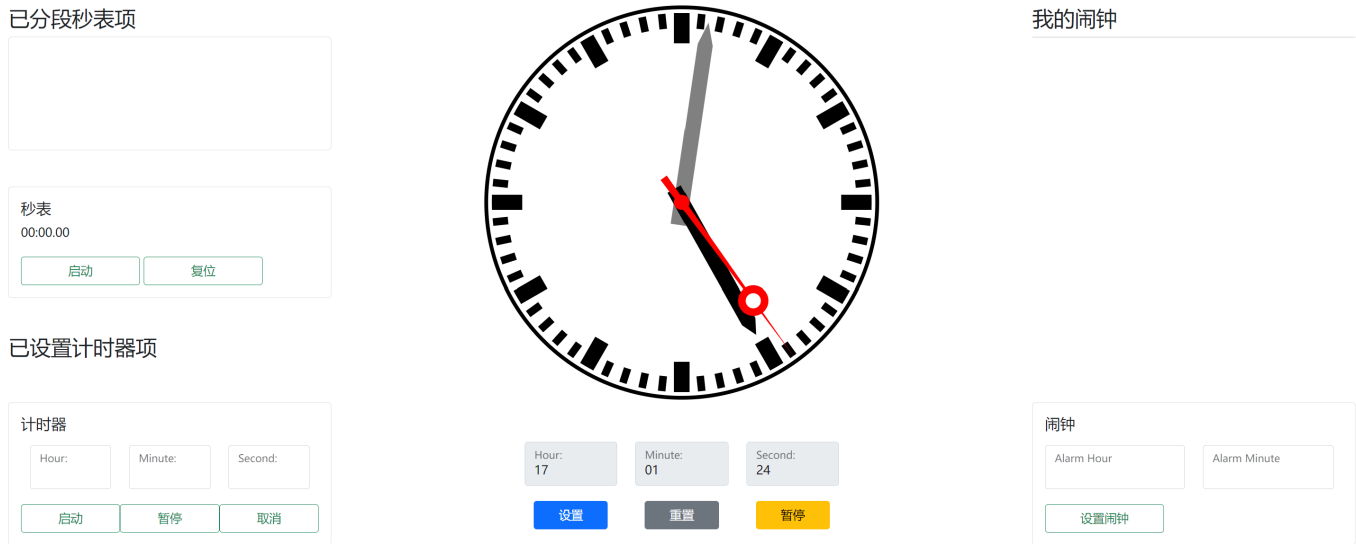 已分段秒表项
秒表
00:00.00
启动 复位
已设置计时器项
计时器
Hour: Minute: Second:
启动 暂停 取消
Hour: Minute: Second:
17 01 24
设置 重置 暂停
我的闹钟
闹钟
Alarm Hour Alarm Minute
设置闹钟